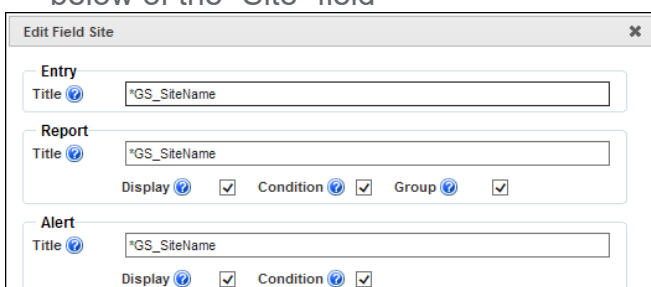 below of the "Site" field
Edit Field Site
Entry
Title *GS_SiteName
Report
Title *GS_SiteName
Display Condition Group
Alert
Title *GS_SiteName
Display Condition